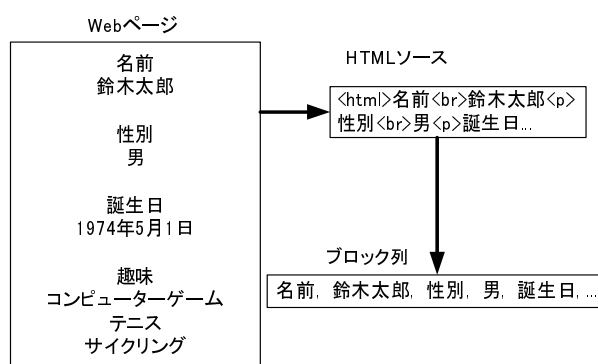 Webページ
名前
鈴木太郎
性別
男
誕生日
1974年5月1日
趣味
コンピューターゲーム
テニス
サイクリング
HTMLソース
<html>名前<br>鈴木太郎<p>
性別<br>男<p>誕生日...
ブロック列
名前, 鈴木太郎, 性別, 男, 誕生日, ...